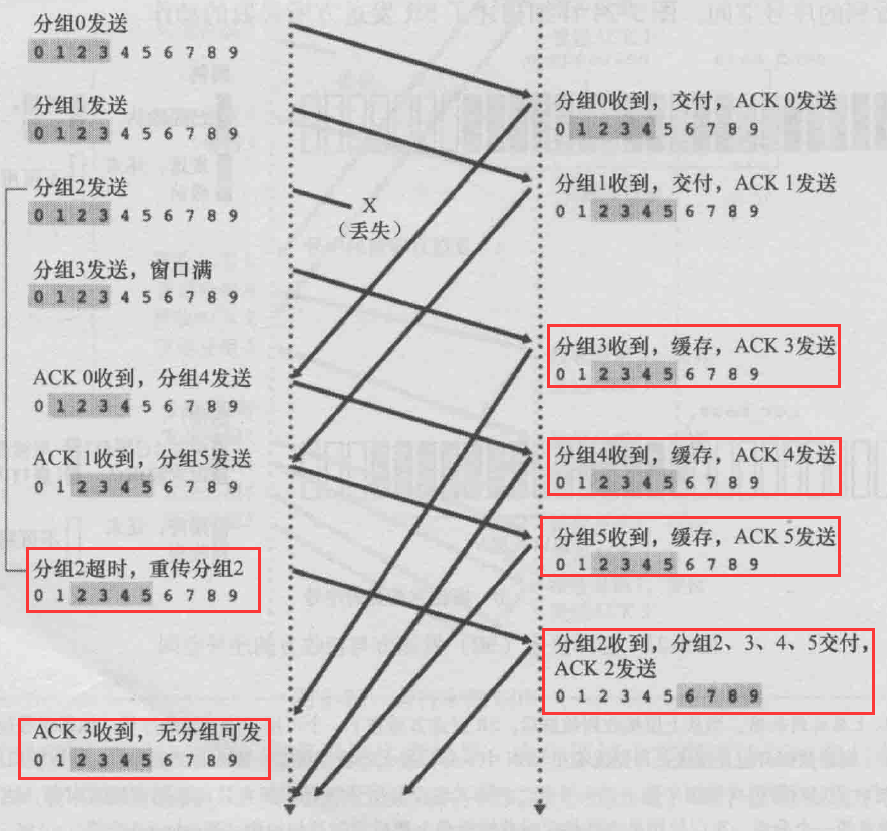 分组0发送
0 1 2 3 4 5 6 7 8 9
分组1发送
0 1 2 3 4 5 6 7 8 9
分组2发送
0 1 2 3 4 5 6 7 8 9
分组3发送，窗口满
0 1 2 3 4 5 6 7 8 9
ACK 0收到，分组4发送
0 1 2 3 4 5 6 7 8 9
ACK 1收到，分组5发送
0 1 2 3 4 5 6 7 8 9
分组2超时，重传分组2
0 1 2 3 4 5 6 7 8 9
ACK 3收到，无分组可发
0 1 2 3 4 5 6 7 8 9
X
（丢失）
分组0收到，交付，ACK 0发送
0 1 2 3 4 5 6 7 8 9
分组1收到，交付，ACK 1发送
0 1 2 3 4 5 6 7 8 9
分组3收到，缓存，ACK 3发送
0 1 2 3 4 5 6 7 8 9
分组4收到，缓存，ACK 4发送
0 1 2 3 4 5 6 7 8 9
分组5收到，缓存，ACK 5发送
0 1 2 3 4 5 6 7 8 9
分组2收到，分组2、3、4、5交付，
ACK 2发送
0 1 2 3 4 5 6 7 8 9